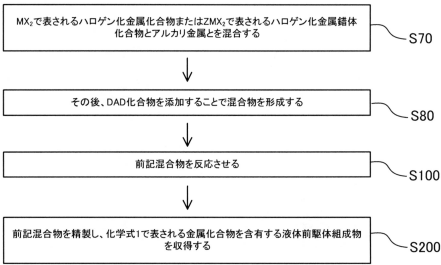 MX₂で表されるハロゲン化金属化合物またはZMX₂で表されるハロゲン化金属錯体
化合物とアルカリ金属とを混合する
S70
その後、DAD化合物を添加することで混合物を形成する
S80
前記混合物を反応させる
S100
前記混合物を精製し、化学式1で表される金属化合物を含有する液体前駆体組成物
を取得する
S200